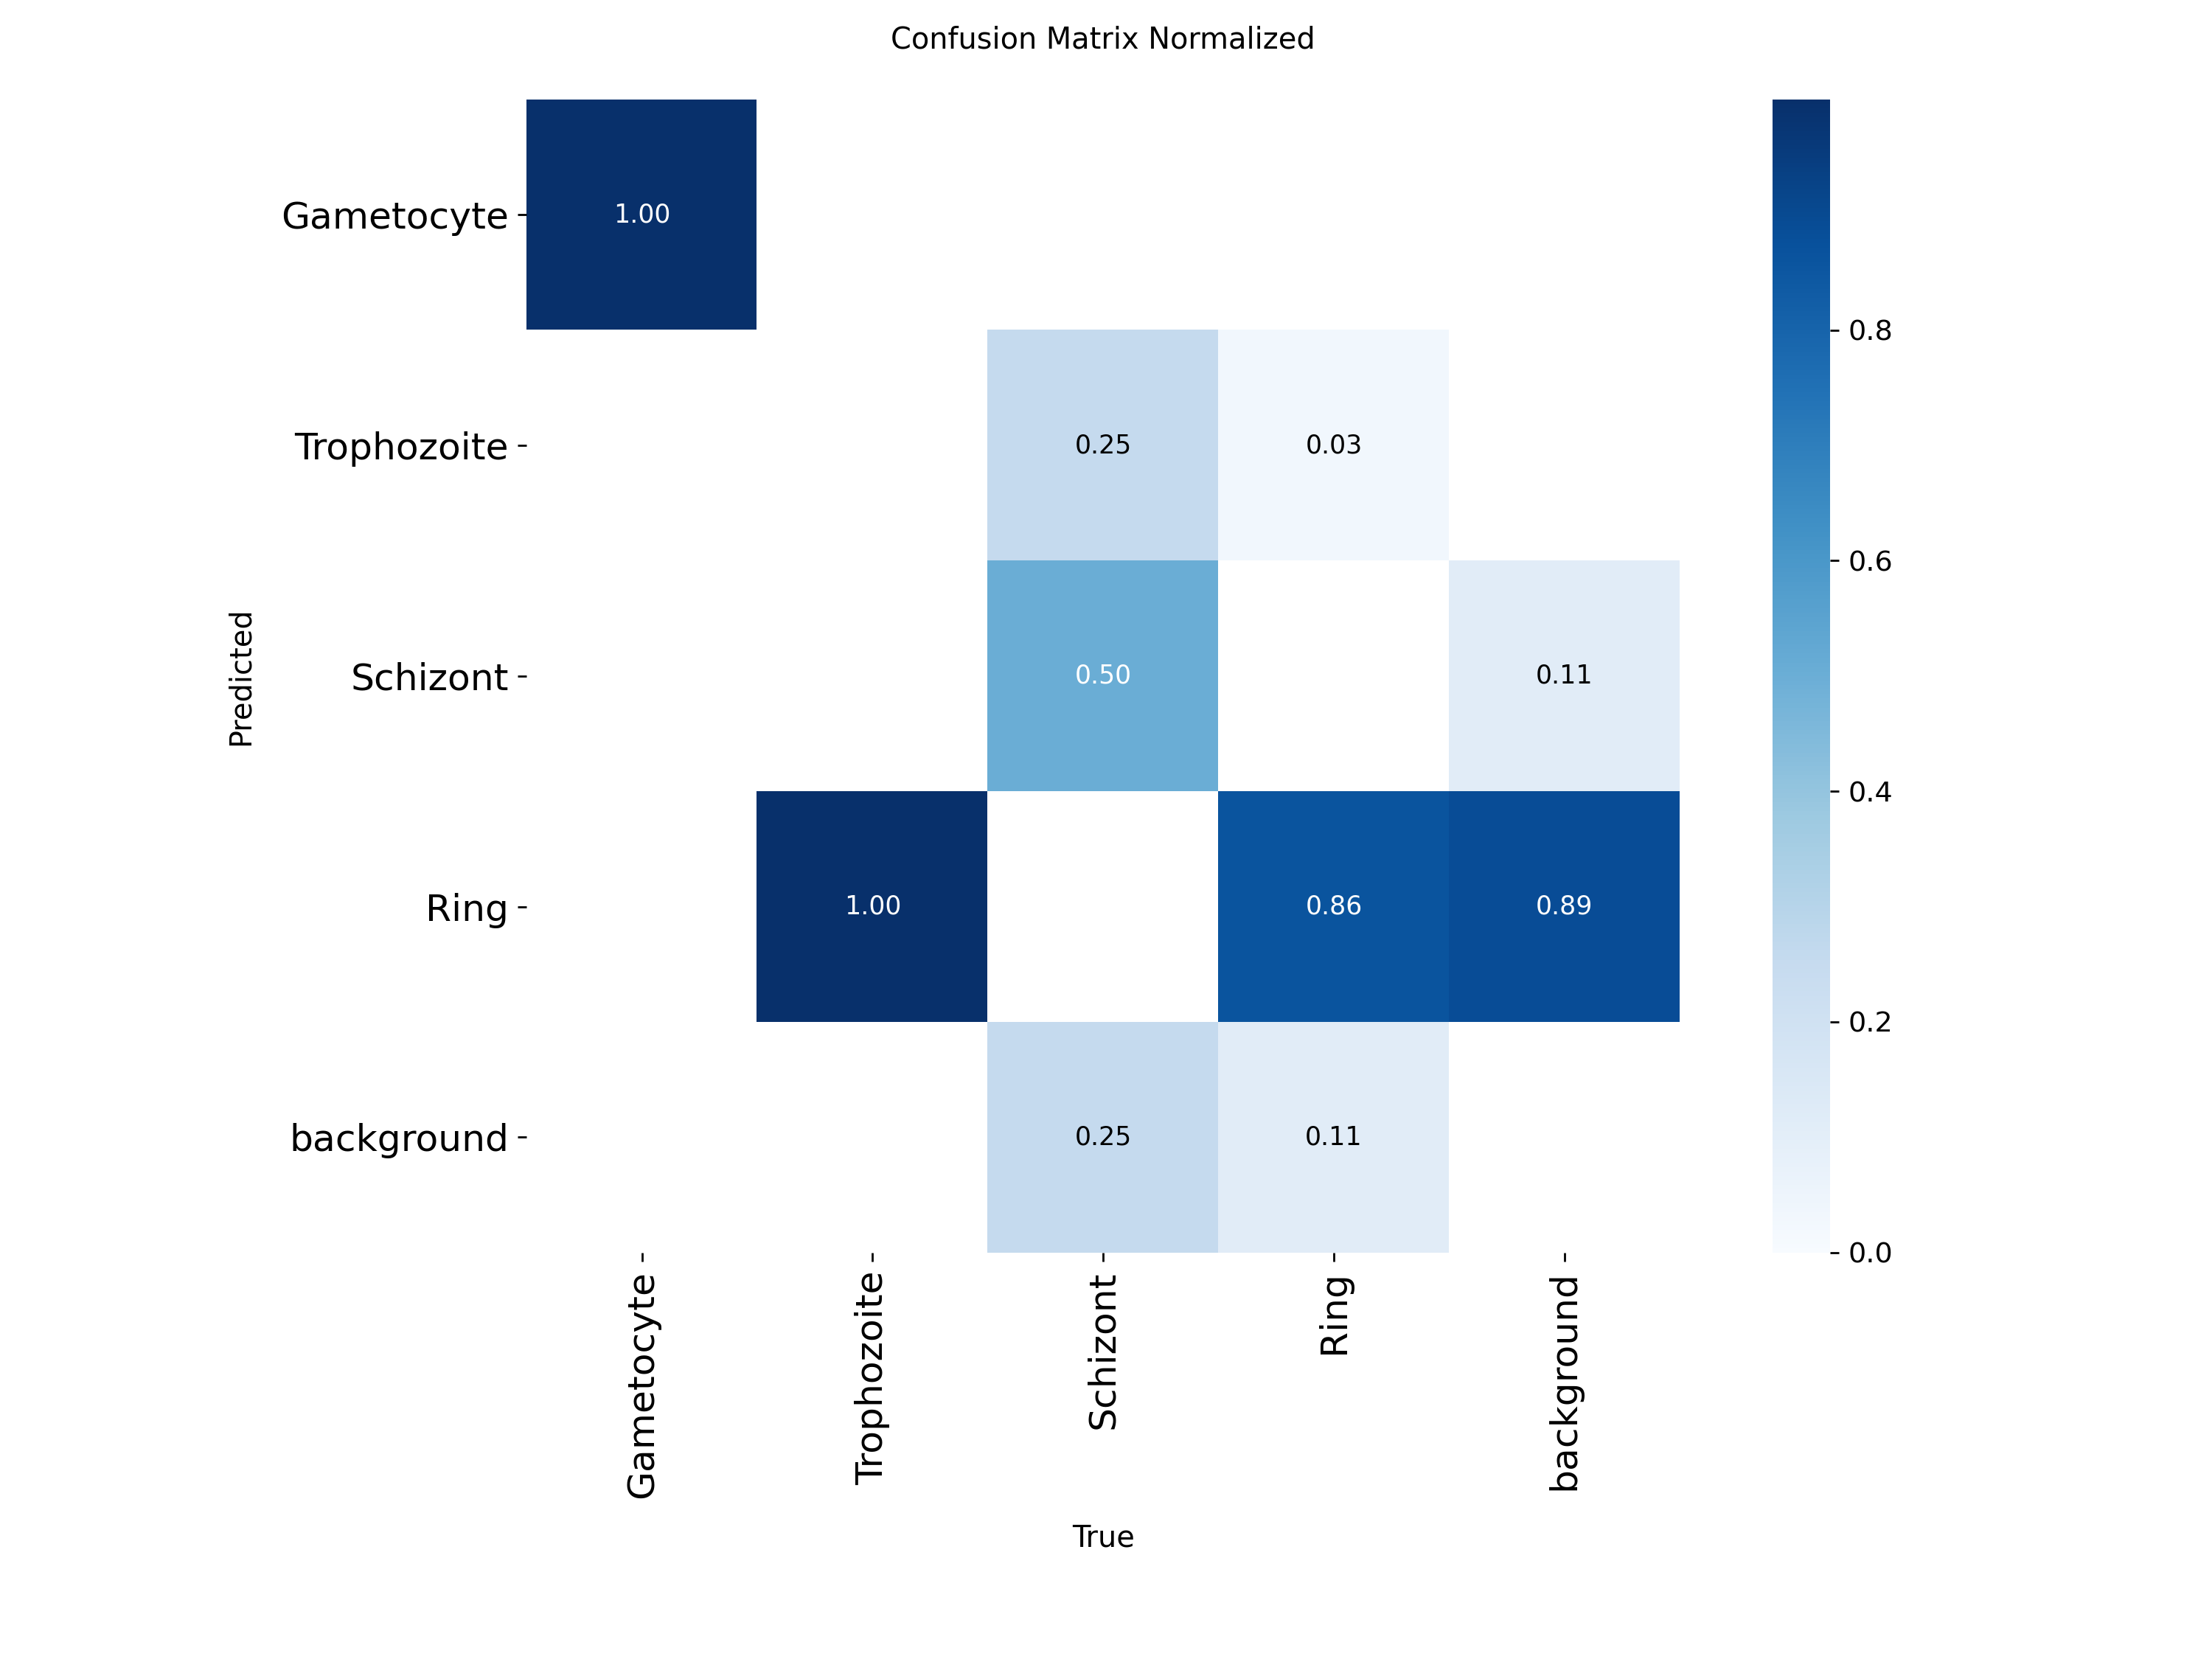 Confusion Matrix Normalized
Gametocyte
1.00
0.8
Trophozoite
0.25
0.03
0.6
Predicted
Schizont
0.50
0.11
0.4
Ring
1.00
0.86
0.89
0.2
background
0.25
0.11
0.0
Gametocyte
Trophozoite
Schizont
Ring
background
True